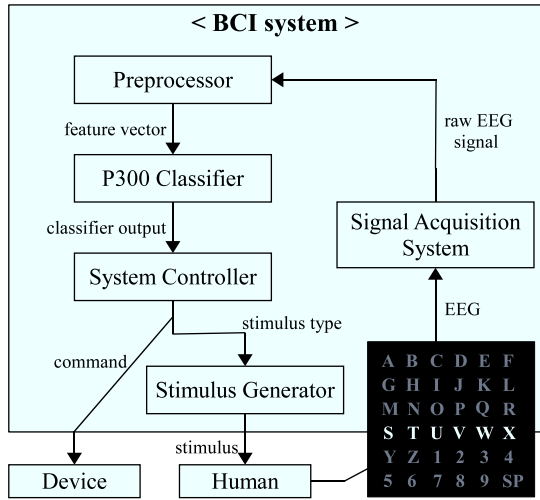 < BCI system >
Preprocessor
feature vector
raw EEG
signal
P300 Classifier
classifier output
Signal Acquisition
System
System Controller
stimulus type
EEG
command
Stimulus Generator
A B C D E F
G H I J K L
M N O P Q R
S T U V W X
Y Z 1 2 3 4
5 6 7 8 9 SP
stimulus
Device
Human